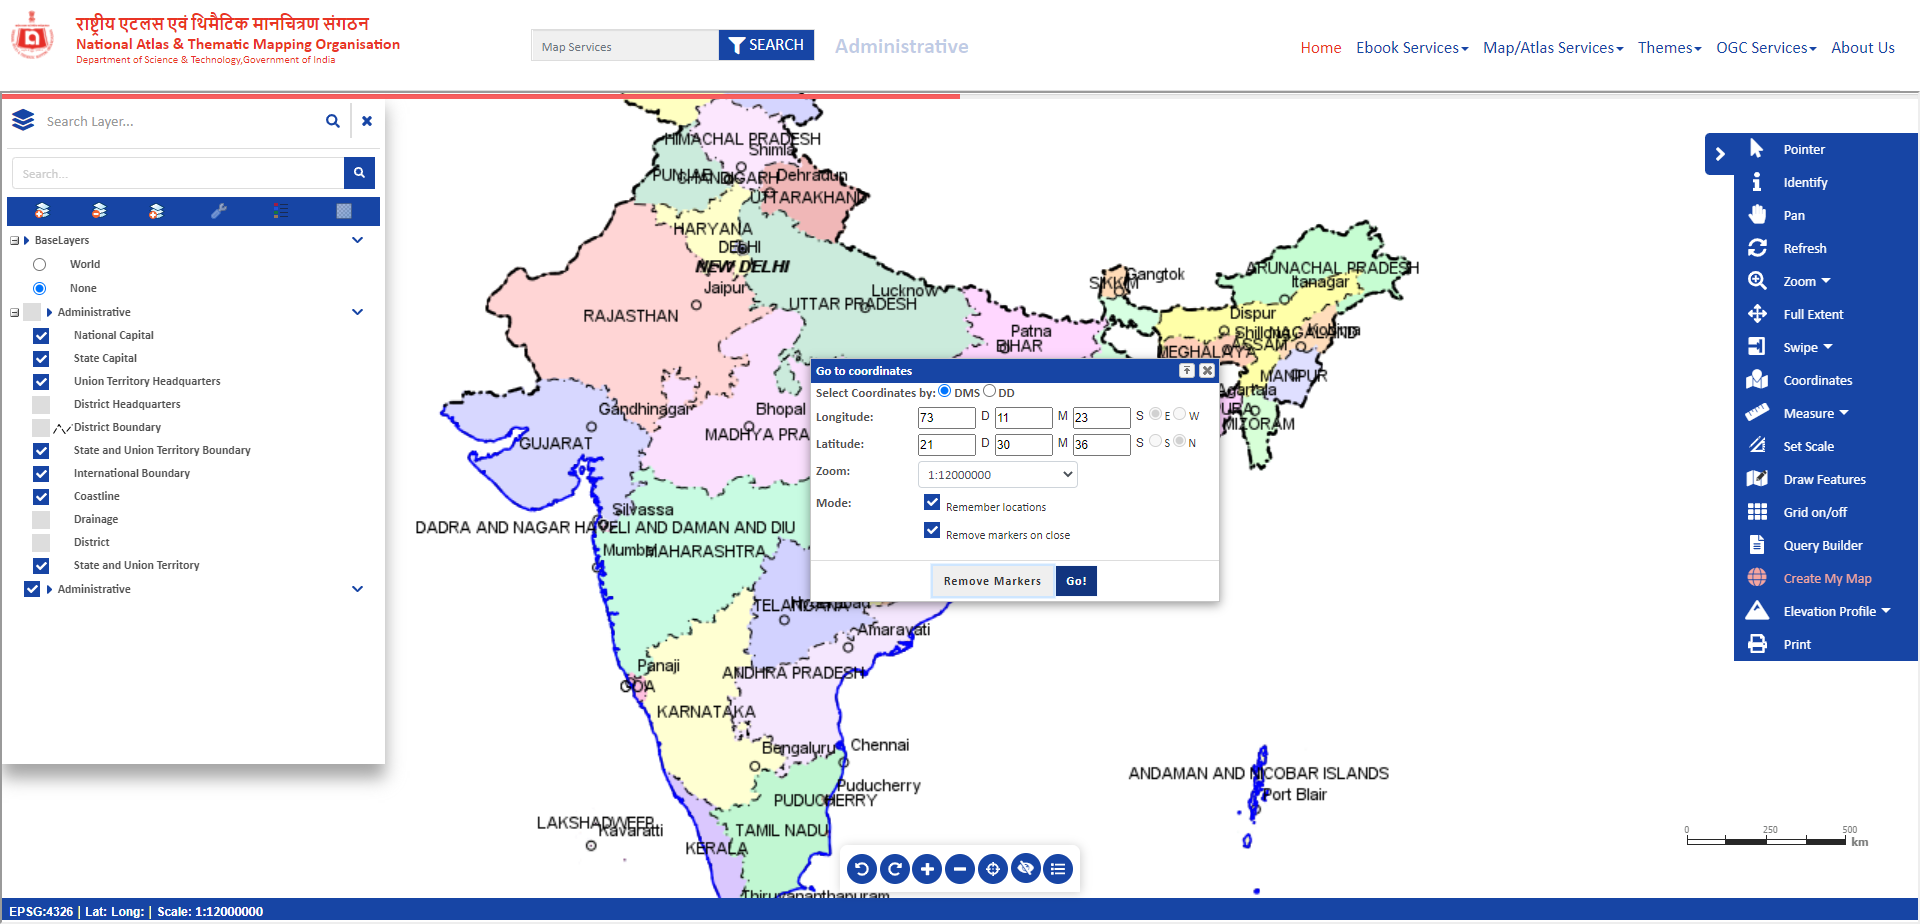 राष्ट्रीय एटलस एवं थिमैटिक मानचित्रण संगठन
National Atlas & Thematic Mapping Organisation
Department of Science & Technology,Government of India
Map Services
SEARCH
Administrative
Home
Ebook Services
Map/Atlas Services
Themes
OGC Services
About Us
Search Layer...
Search...
BaseLayers
World
None
Administrative
National Capital
State Capital
Union Territory Headquarters
District Headquarters
District Boundary
State and Union Territory Boundary
International Boundary
Coastline
Drainage
District
State and Union Territory
Administrative
HIMACHAL PRADESH
Shimla
PUNJAB
CHANDIGARH
Dehradun
UTTARAKHAND
HARYANA
DELHI
NEW DELHI
Jaipur
RAJASTHAN
Lucknow
UTTAR PRADESH
Patna
BIHAR
SIKKIM
Gangtok
ARUNACHAL PRADESH
Itanagar
Dispur
Shillong
NAGALAND
Kohima
ASSAM
MEGHALAYA
MANIPUR
Agartala
MIZORAM
Gandhinagar
GUJARAT
Bhopal
MADHYA PRA
Silvassa
DADRA AND NAGAR HAVELI AND DAMAN AND DIU
Mumbai
MAHARASHTRA
TELANGANA
Hyderabad
Amaravati
ANDHRA PRADESH
Panaji
GOA
KARNATAKA
Bengaluru
Chennai
Puducherry
PUDUCHERRY
TAMIL NADU
KERALA
Thiruvananthapuram
LAKSHADWEEP
Kavaratti
ANDAMAN AND NICOBAR ISLANDS
Port Blair
Go to coordinates
Select Coordinates by: DMS DD
Longitude: 73 D 11 M 23 S E W
Latitude: 21 D 30 M 36 S S N
Zoom: 1:12000000
Mode: Remember locations
Remove markers on close
Remove Markers Go!
Pointer
Identify
Pan
Refresh
Zoom
Full Extent
Swipe
Coordinates
Measure
Set Scale
Draw Features
Grid on/off
Query Builder
Create My Map
Elevation Profile
Print
0 250 500
km
EPSG:4326 | Lat: Long: | Scale: 1:12000000